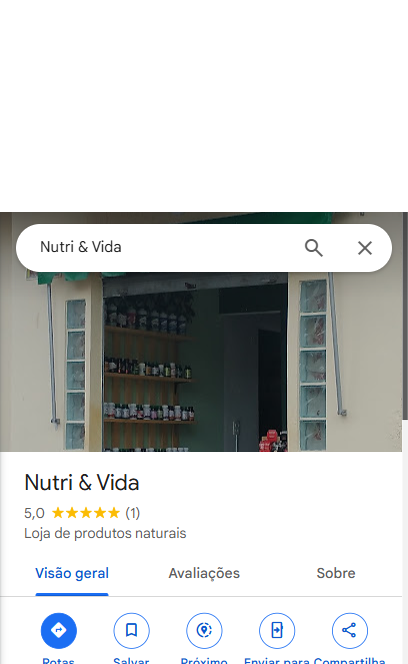 Nutri & Vida
Nutri & Vida
5,0 (1)
Loja de produtos naturais
Visão geral Avaliações Sobre
Rotas Salvar Próximo Enviar para Compartilha